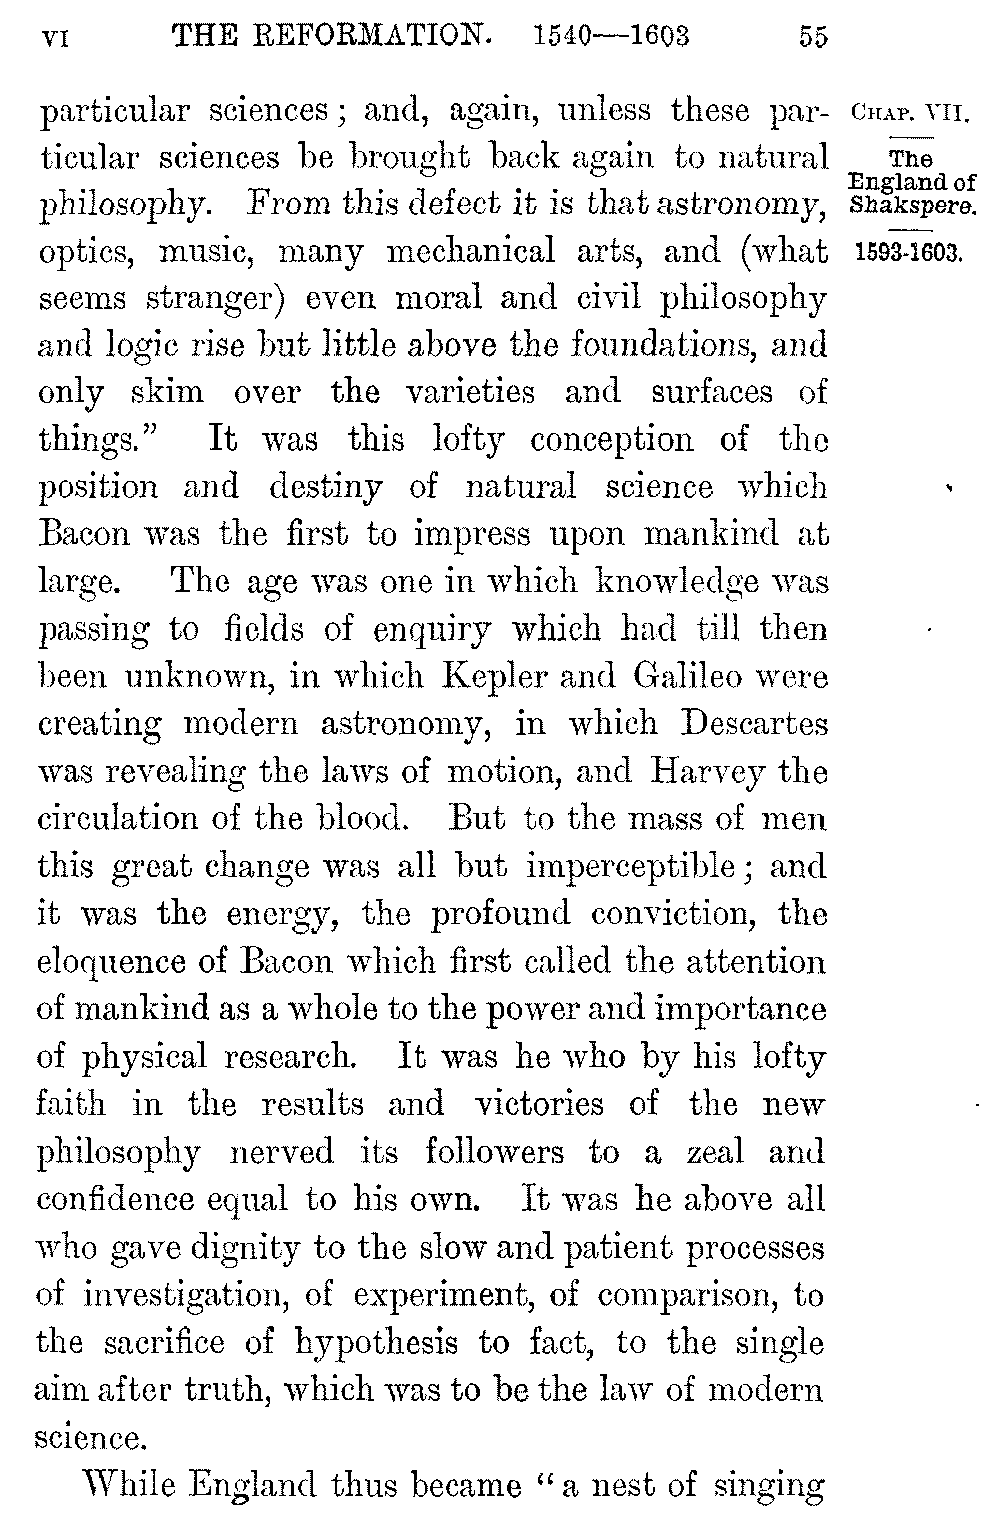 VI THE REFORMATION. 1540—1603 55
particular sciences; and, again, unless these par-
ticular sciences be brought back again to natural
philosophy. From this defect it is that astronomy,
optics, music, many mechanical arts, and (what
seems stranger) even moral and civil philosophy
and logic rise but little above the foundations, and
only skim over the varieties and surfaces of
things.” It was this lofty conception of the
position and destiny of natural science which
Bacon was the first to impress upon mankind at
large. The age was one in which knowledge was
passing to fields of enquiry which had till then
been unknown, in which Kepler and Galileo were
creating modern astronomy, in which Descartes
was revealing the laws of motion, and Harvey the
circulation of the blood. But to the mass of men
this great change was all but imperceptible; and
it was the energy, the profound conviction, the
eloquence of Bacon which first called the attention
of mankind as a whole to the power and importance
of physical research. It was he who by his lofty
faith in the results and victories of the new
philosophy nerved its followers to a zeal and
confidence equal to his own. It was he above all
who gave dignity to the slow and patient processes
of investigation, of experiment, of comparison, to
the sacrifice of hypothesis to fact, to the single
aim after truth, which was to be the law of modern
science.
While England thus became “a nest of singing
CHAP. VII.
The
England of
Shakspere.
1593-1603.